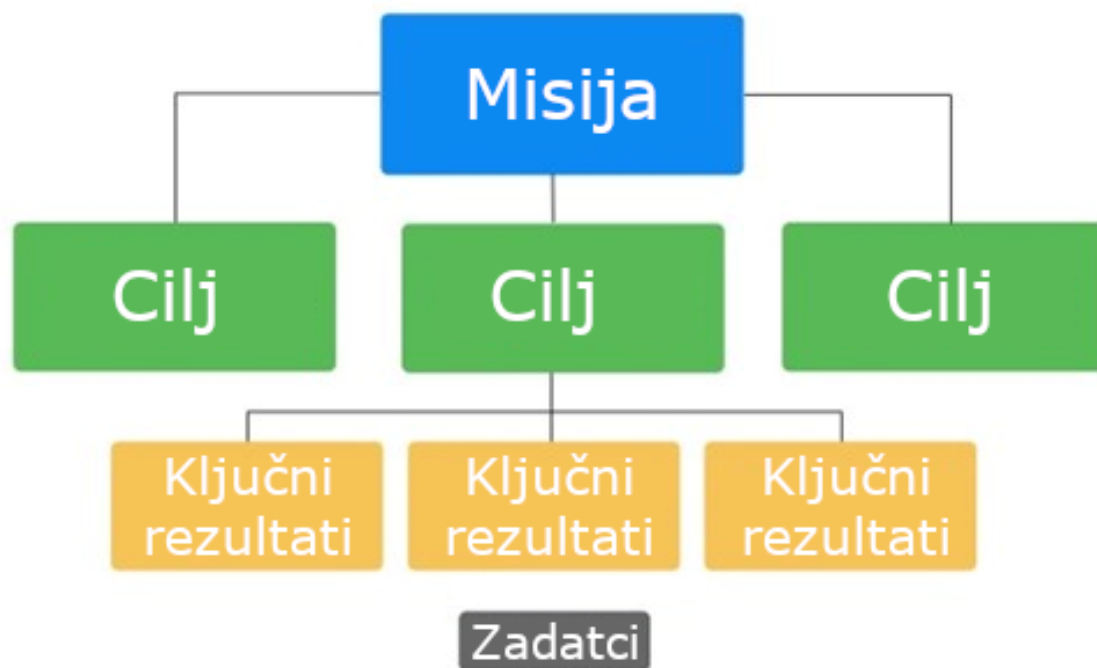 Misija
Cilj
Cilj
Cilj
Ključni
rezultati
Ključni
rezultati
Ključni
rezultati
Zadatci